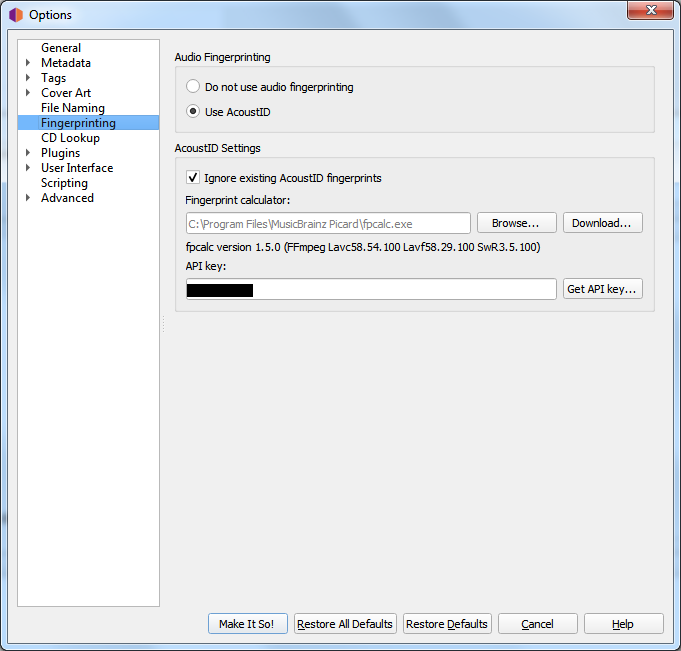 Options
General
Metadata
Tags
Cover Art
File Naming
Fingerprinting
CD Lookup
Plugins
User Interface
Scripting
Advanced
Audio Fingerprinting
Do not use audio fingerprinting
Use AcoustID
AcoustID Settings
Ignore existing AcoustID fingerprints
Fingerprint calculator:
C:\Program Files\MusicBrainz Picard\fpcalc.exe
Browse...
Download...
fpcalc version 1.5.0 (FFmpeg Lavc58.54.100 Lavf58.29.100 SwR3.5.100)
API key:
Get API key...
Make It So!
Restore All Defaults
Restore Defaults
Cancel
Help